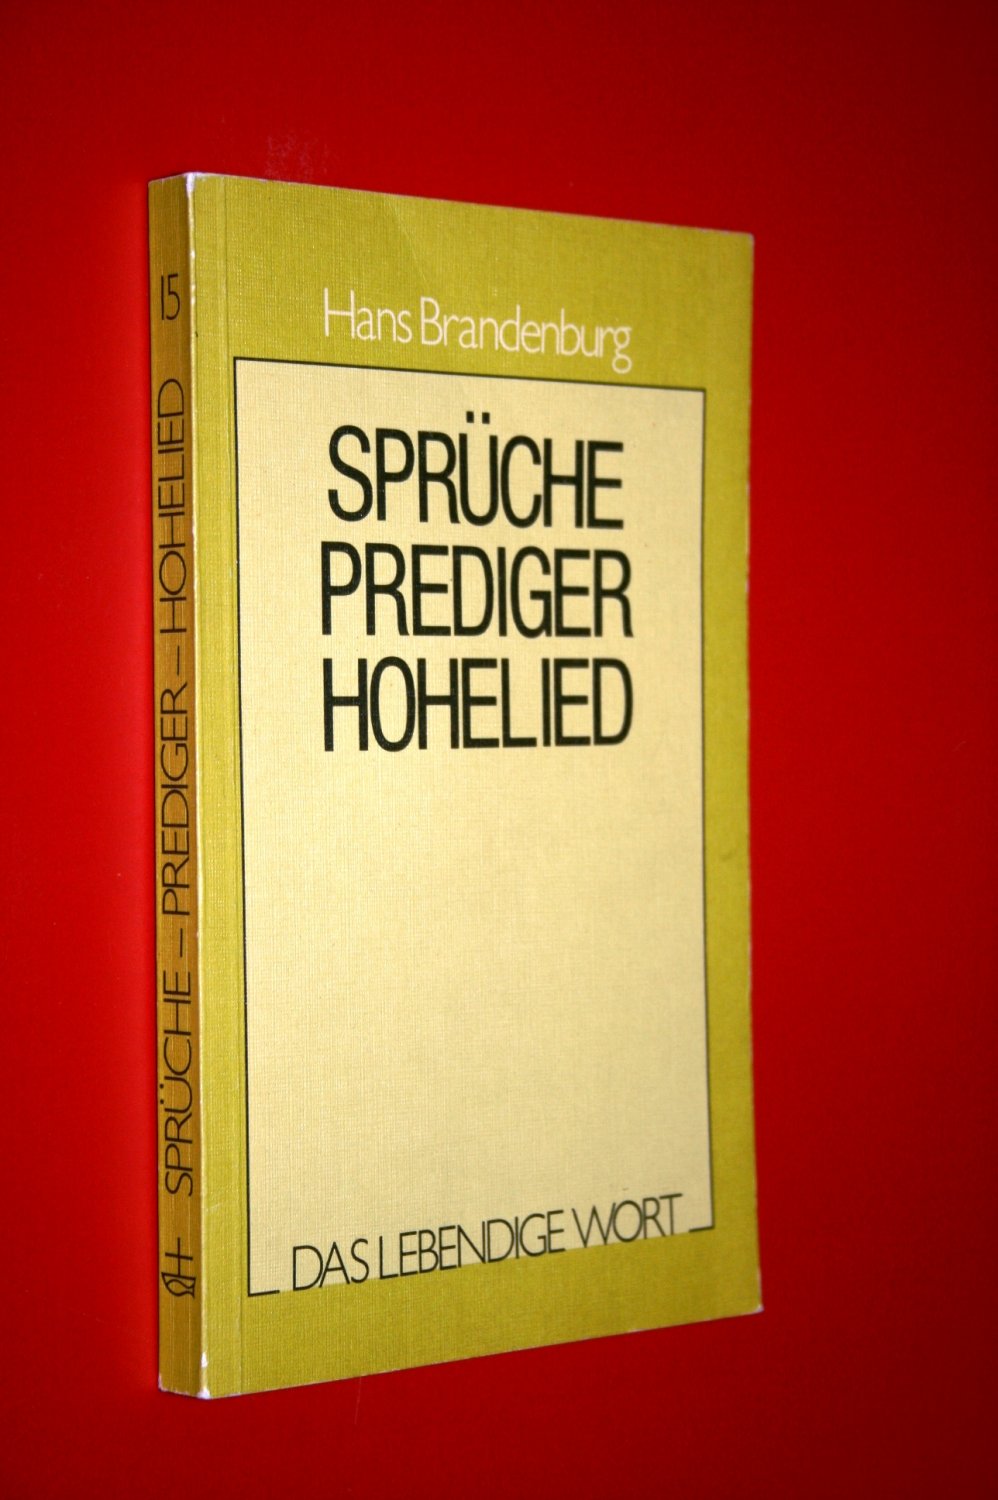 Hans Brandenburg
SPRÜCHE
PREDIGER
HOHELIED
DAS LEBENDIGE WORT
SPRÜCHE – PREDIGER – HOHELIED 15